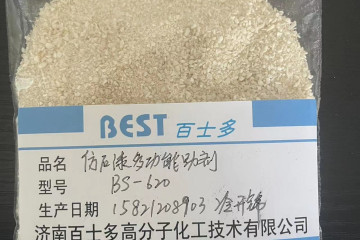 BEST 百士多
品名 仿石漆多功能助剂
型号 BS-620
生产日期 15821208903 冷开锋
济南百士多高分子化工技术有限公司